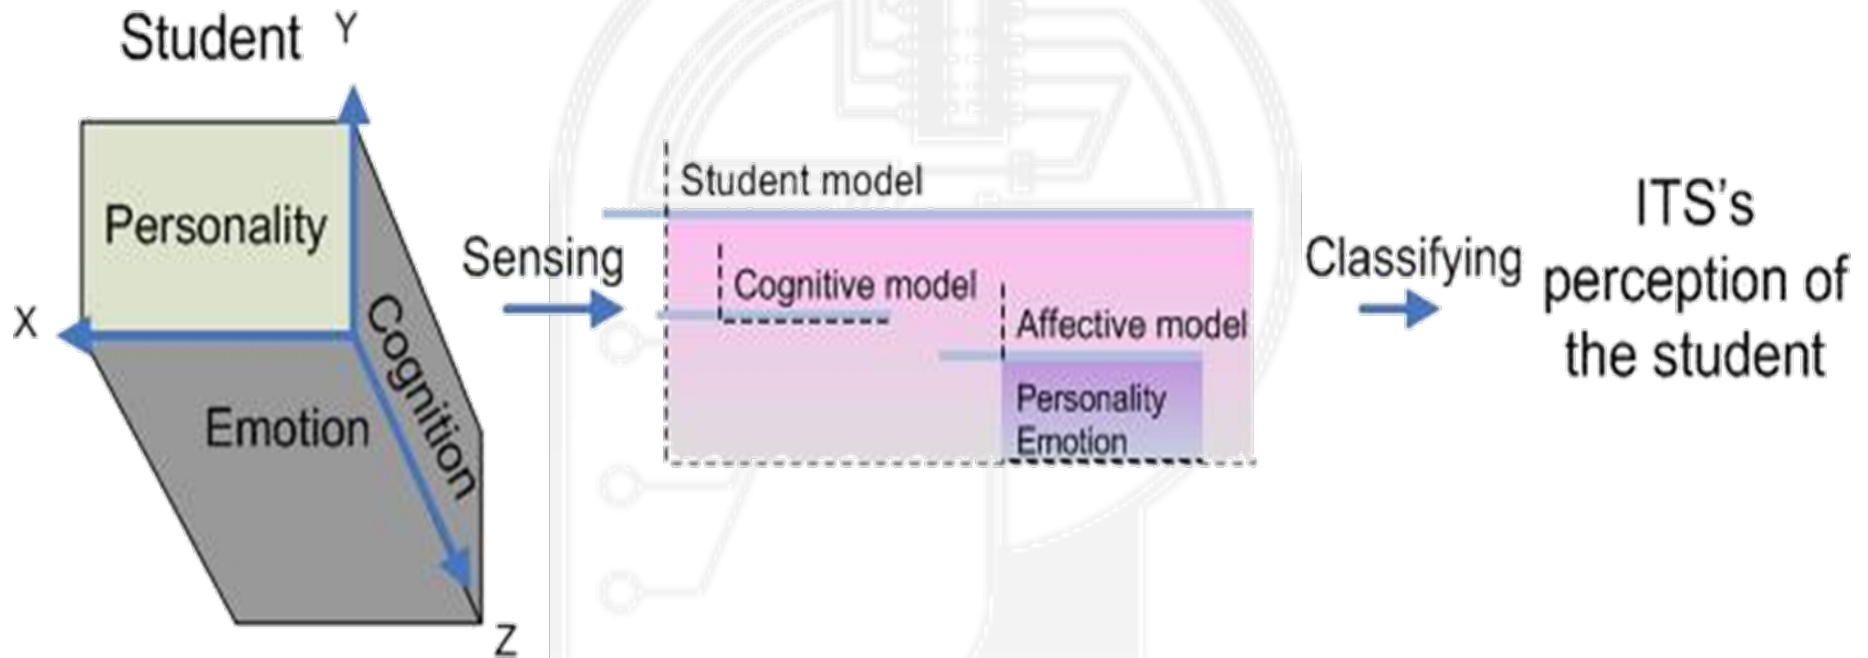 Student
Y
Personality
X
Cognition
Emotion
Z
Sensing
Student model
Cognitive model
Affective model
Personality
Emotion
Classifying
ITS’s
perception of
the student